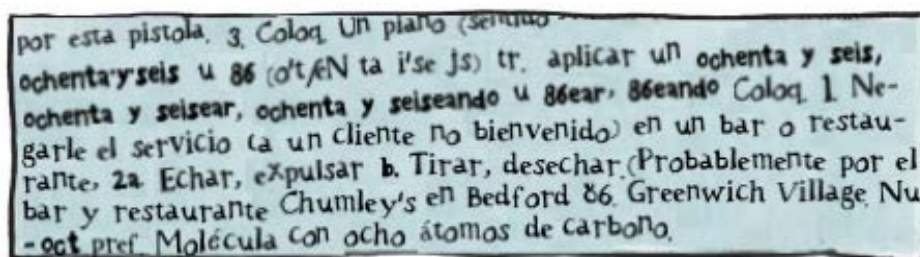 por esta pistola. 3. Coloq. Un plano (sentido
ochenta y seis u 86 (o't/ɛN ta i'se js) tr. aplicar un ochenta y seis,
ochenta y seisear, ochenta y seiseando u 86ear, 86eando Coloq. 1. Ne-
garle el servicio (a un cliente no bienvenido) en un bar o restau-
rante, 2a Echar, expulsar b. Tirar, desechar. (Probablemente por el
bar y restaurante Chumley's en Bedford 86. Greenwich Village. Nu
-oct pref. Molécula con ocho átomos de carbono.